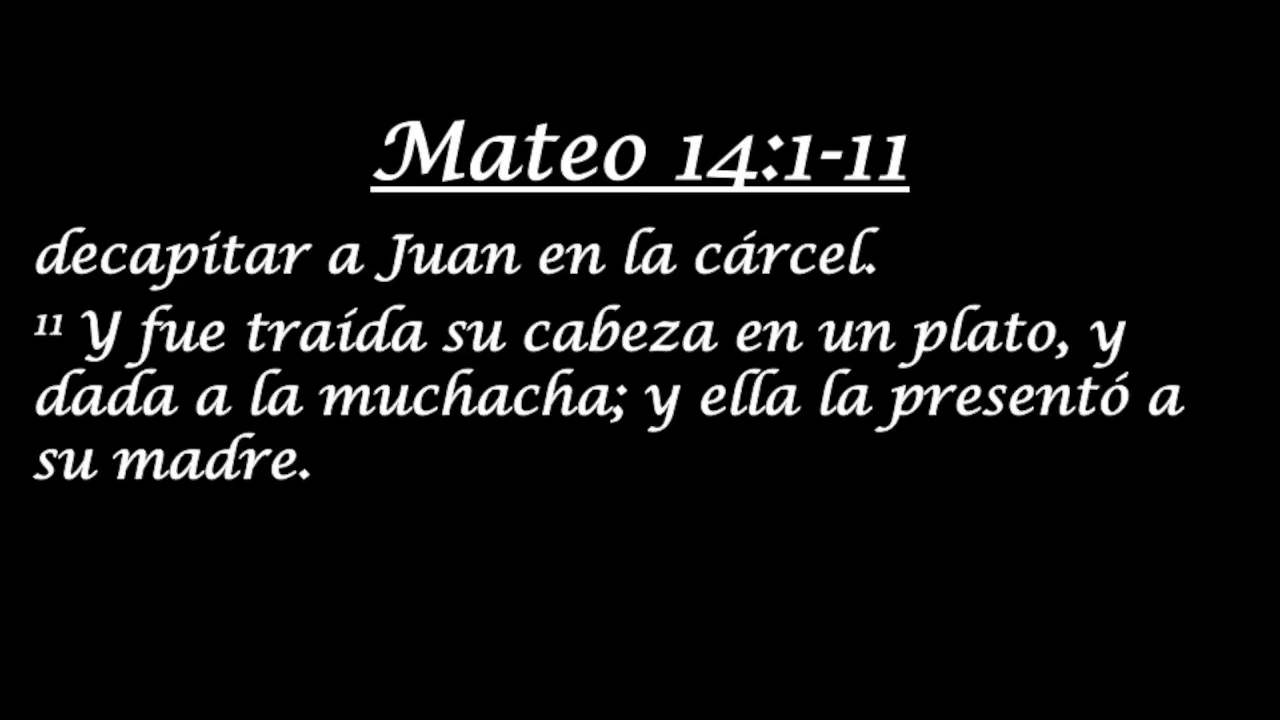 Mateo 14:1-11
decapitar a Juan en la cárcel.
11 Y fue traída su cabeza en un plato, y
dada a la muchacha; y ella la presentó a
su madre.